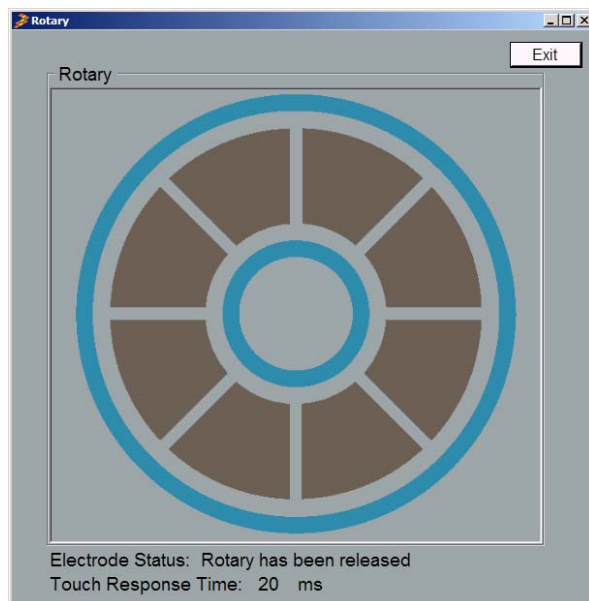 Rotary
Exit
Rotary
Electrode Status: Rotary has been released
Touch Response Time: 20 ms